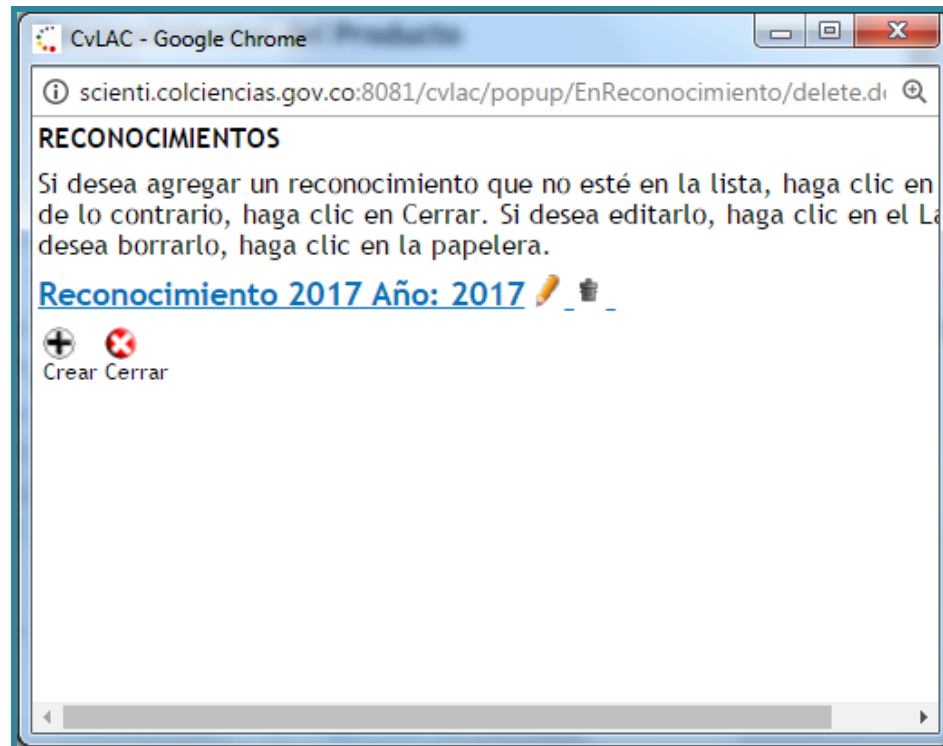 CvLAC - Google Chrome
scienti.colciencias.gov.co:8081/cvlac/popup/EnReconocimiento/delete.d
RECONOCIMIENTOS
Si desea agregar un reconocimiento que no esté en la lista, haga clic en
de lo contrario, haga clic en Cerrar. Si desea editarlo, haga clic en el La
desea borrarlo, haga clic en la papelera.
Reconocimiento 2017 Año: 2017
Crear Cerrar